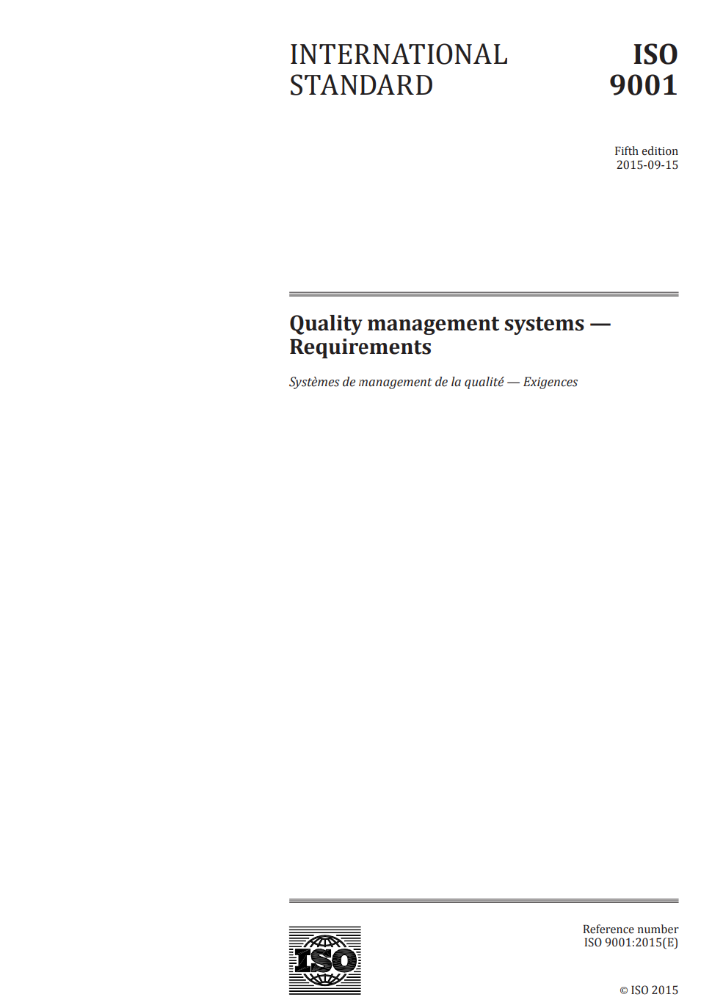 INTERNATIONAL STANDARD
ISO 9001
Fifth edition
2015-09-15
Quality management systems —
Requirements
Systèmes de management de la qualité — Exigences
ISO
Reference number
ISO 9001:2015(E)
© ISO 2015